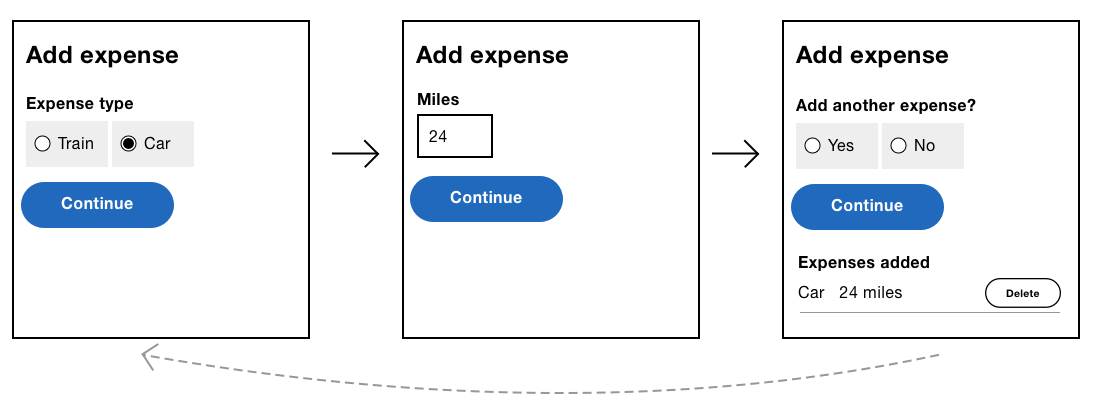 Add expense
Expense type
Train Car
Continue
Add expense
Miles
24
Continue
Add expense
Add another expense?
Yes No
Continue
Expenses added
Car 24 miles Delete